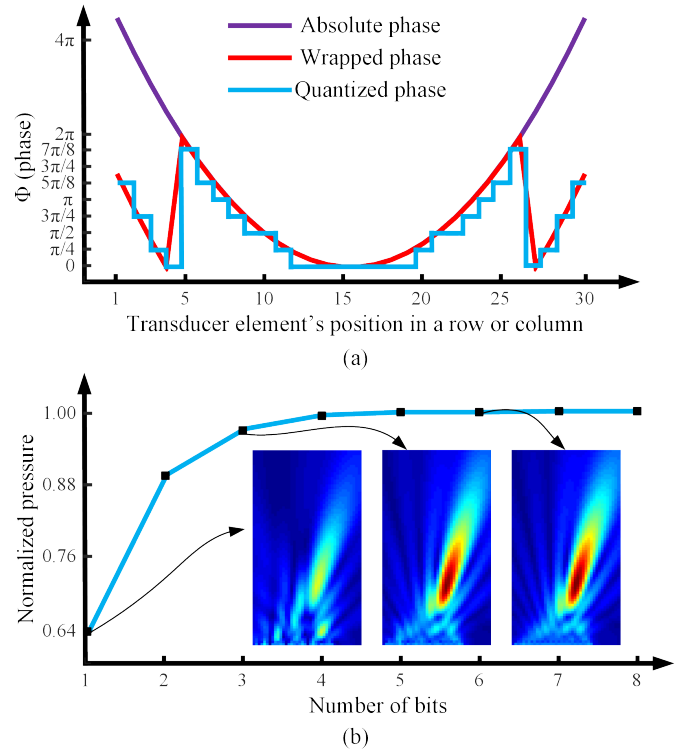 4π
2π
7π/8
3π/4
5π/8
π
3π/4
π/2
π/4
0
Φ (phase)
Absolute phase
Wrapped phase
Quantized phase
1 5 10 15 20 25 30
Transducer element's position in a row or column
(a)
1.00
0.88
0.76
0.64
Normalized pressure
1 2 3 4 5 6 7 8
Number of bits
(b)